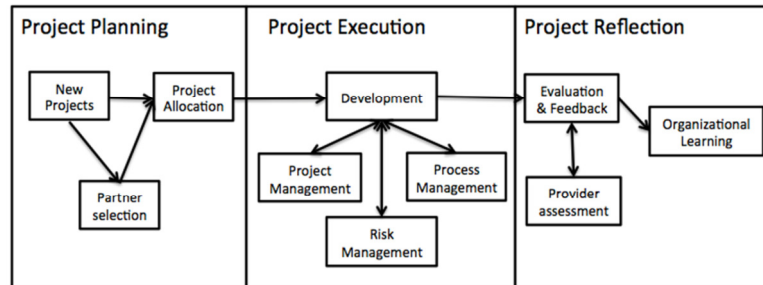 Project Planning
New
Projects
Project
Allocation
Partner
selection
Project Execution
Development
Project
Management
Process
Management
Risk
Management
Project Reflection
Evaluation
& Feedback
Organizational
Learning
Provider
assessment